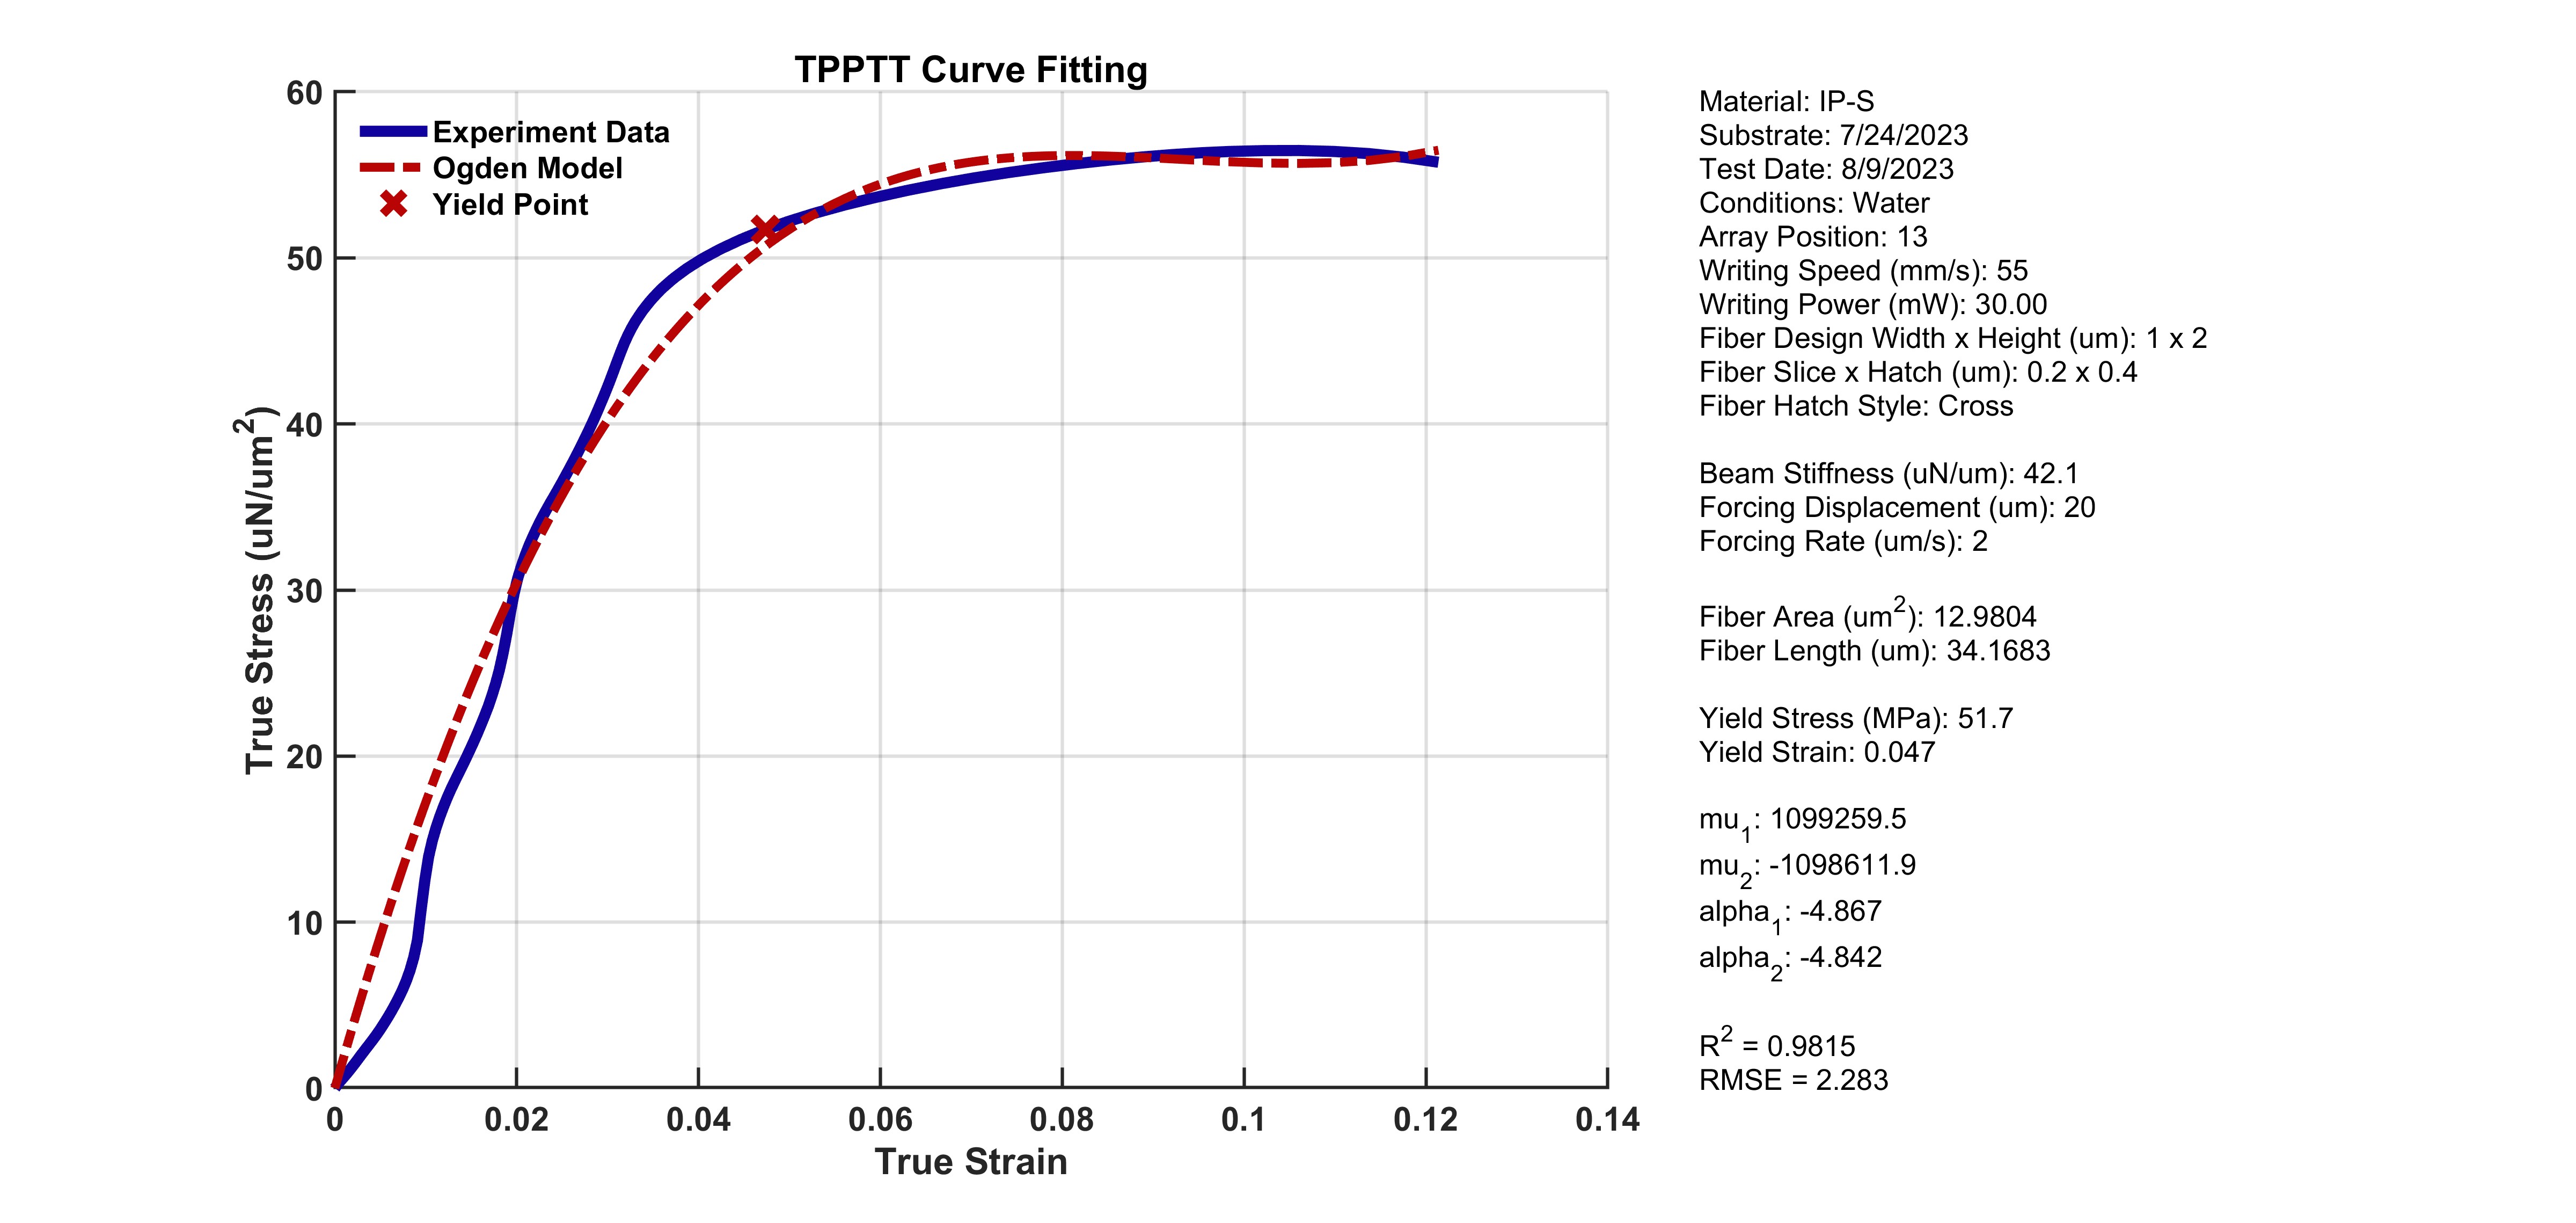 TPPTT Curve Fitting
60
50
40
30
20
10
0
True Stress (uN/um²)
Experiment Data
Ogden Model
Yield Point
0
0.02
0.04
0.06
0.08
0.1
0.12
0.14
True Strain
Material: IP-S
Substrate: 7/24/2023
Test Date: 8/9/2023
Conditions: Water
Array Position: 13
Writing Speed (mm/s): 55
Writing Power (mW): 30.00
Fiber Design Width x Height (um): 1 x 2
Fiber Slice x Hatch (um): 0.2 x 0.4
Fiber Hatch Style: Cross
Beam Stiffness (uN/um): 42.1
Forcing Displacement (um): 20
Forcing Rate (um/s): 2
Fiber Area (um²): 12.9804
Fiber Length (um): 34.1683
Yield Stress (MPa): 51.7
Yield Strain: 0.047
mu₁: 1099259.5
mu₂: -1098611.9
alpha₁: -4.867
alpha₂: -4.842
R² = 0.9815
RMSE = 2.283